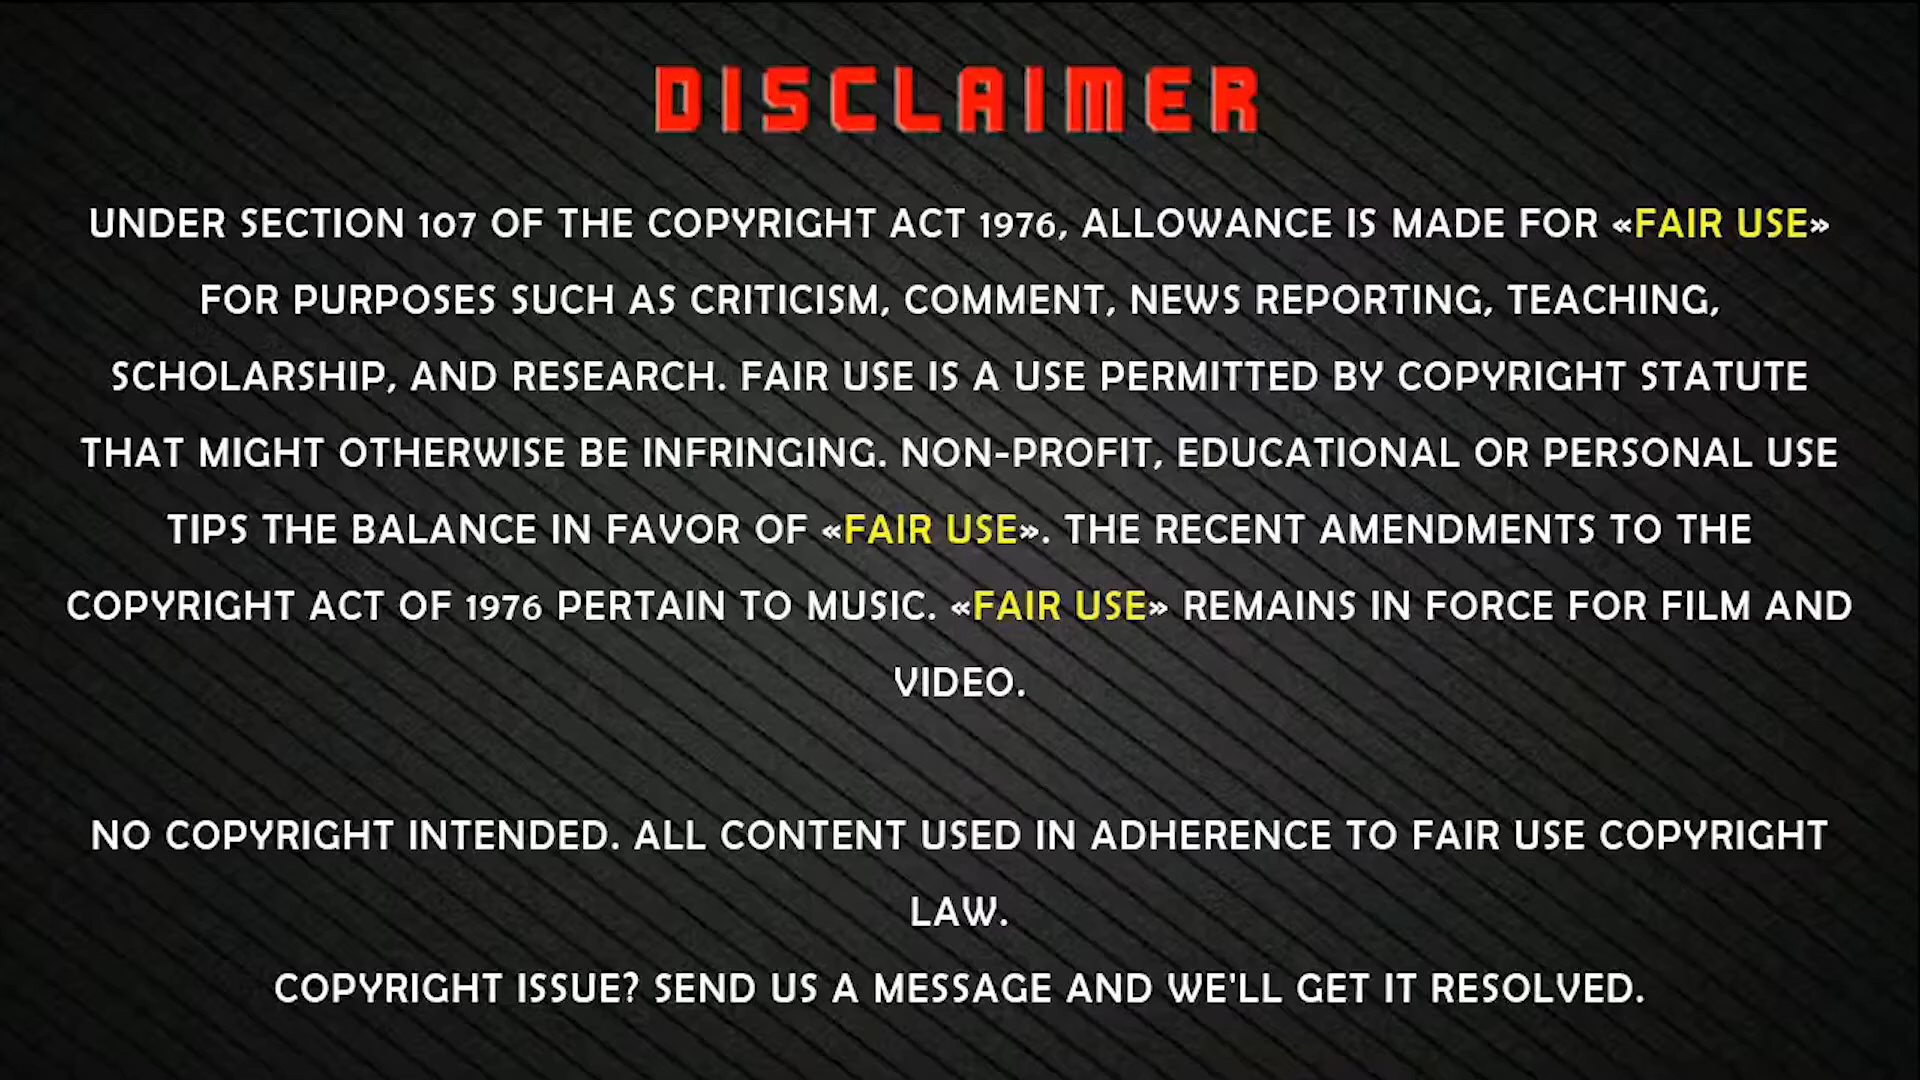 DISCLAIMER
UNDER SECTION 107 OF THE COPYRIGHT ACT 1976, ALLOWANCE IS MADE FOR «FAIR USE»
FOR PURPOSES SUCH AS CRITICISM, COMMENT, NEWS REPORTING, TEACHING,
SCHOLARSHIP, AND RESEARCH. FAIR USE IS A USE PERMITTED BY COPYRIGHT STATUTE
THAT MIGHT OTHERWISE BE INFRINGING. NON-PROFIT, EDUCATIONAL OR PERSONAL USE
TIPS THE BALANCE IN FAVOR OF «FAIR USE». THE RECENT AMENDMENTS TO THE
COPYRIGHT ACT OF 1976 PERTAIN TO MUSIC. «FAIR USE» REMAINS IN FORCE FOR FILM AND
VIDEO.
NO COPYRIGHT INTENDED. ALL CONTENT USED IN ADHERENCE TO FAIR USE COPYRIGHT
LAW.
COPYRIGHT ISSUE? SEND US A MESSAGE AND WE'LL GET IT RESOLVED.